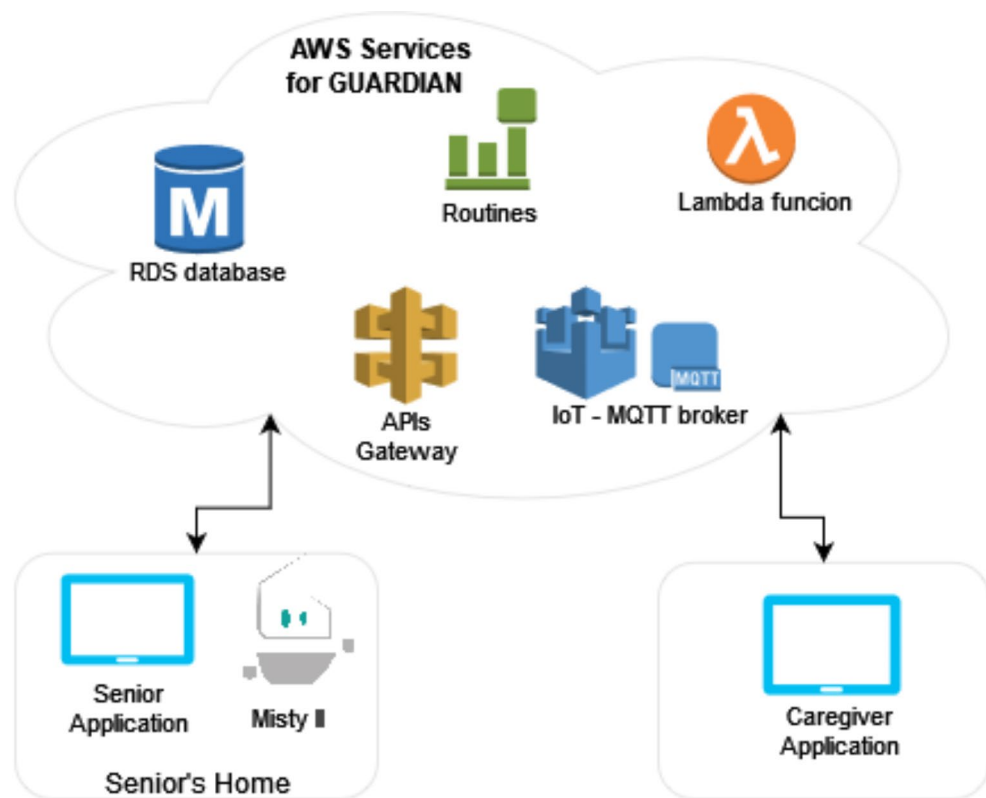 AWS Services
for GUARDIAN
M
RDS database
Routines
λ
Lambda funcion
APIs
Gateway
MQTT
IoT - MQTT broker
Senior
Application
Misty II
Senior's Home
Caregiver
Application